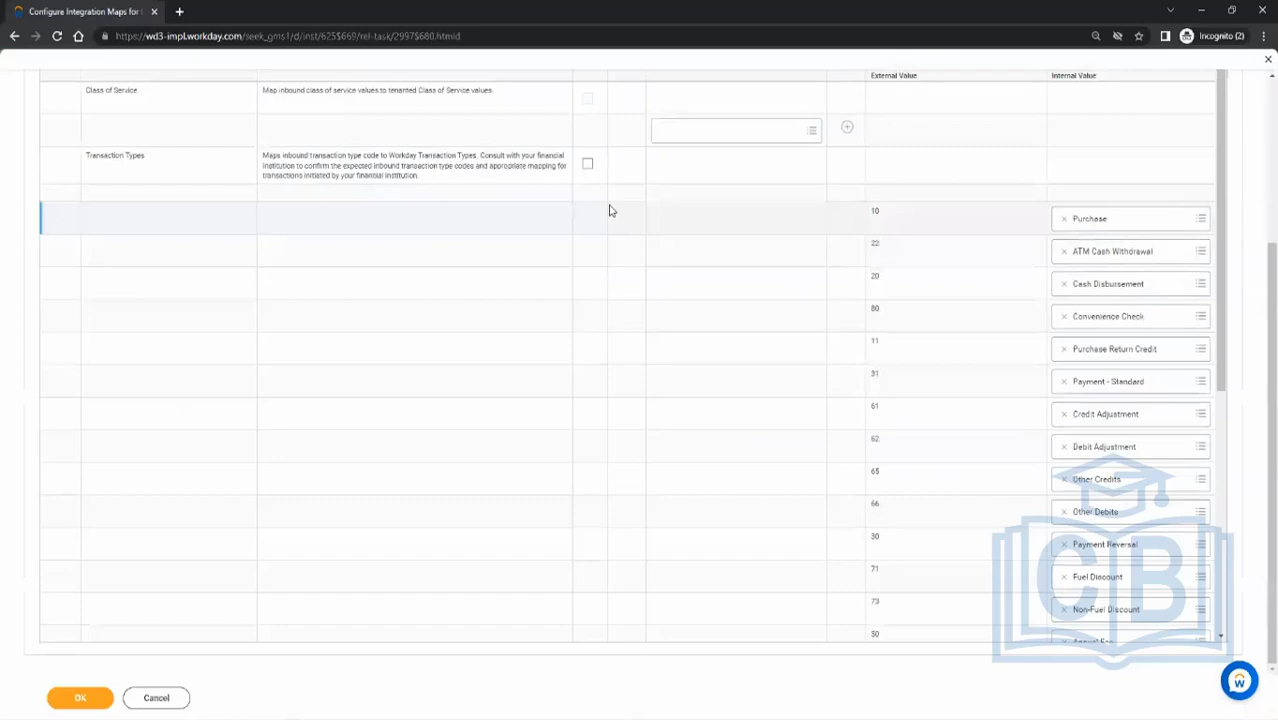 Configure Integration Maps for
https://wd3-impl.workday.com/seek_gms1/d/inst/625$669/rel-task/2997$680.htmld
Incognito (2)
External Value
Internal Value
Class of Service
Map inbound class of service values to tenanted Class of Service values.
Transaction Types
Maps inbound transaction type code to Workday Transaction Types. Consult with your financial
institution to confirm the expected inbound transaction type codes and appropriate mapping for
transactions initiated by your financial institution.
10
Purchase
22
ATM Cash Withdrawal
20
Cash Disbursement
80
Convenience Check
11
Purchase Return Credit
31
Payment - Standard
61
Credit Adjustment
62
Debit Adjustment
65
Other Credits
66
Other Debits
30
Payment Reversal
71
Fuel Discount
73
Non-Fuel Discount
50
Annual Fee
CBI
OK
Cancel
W